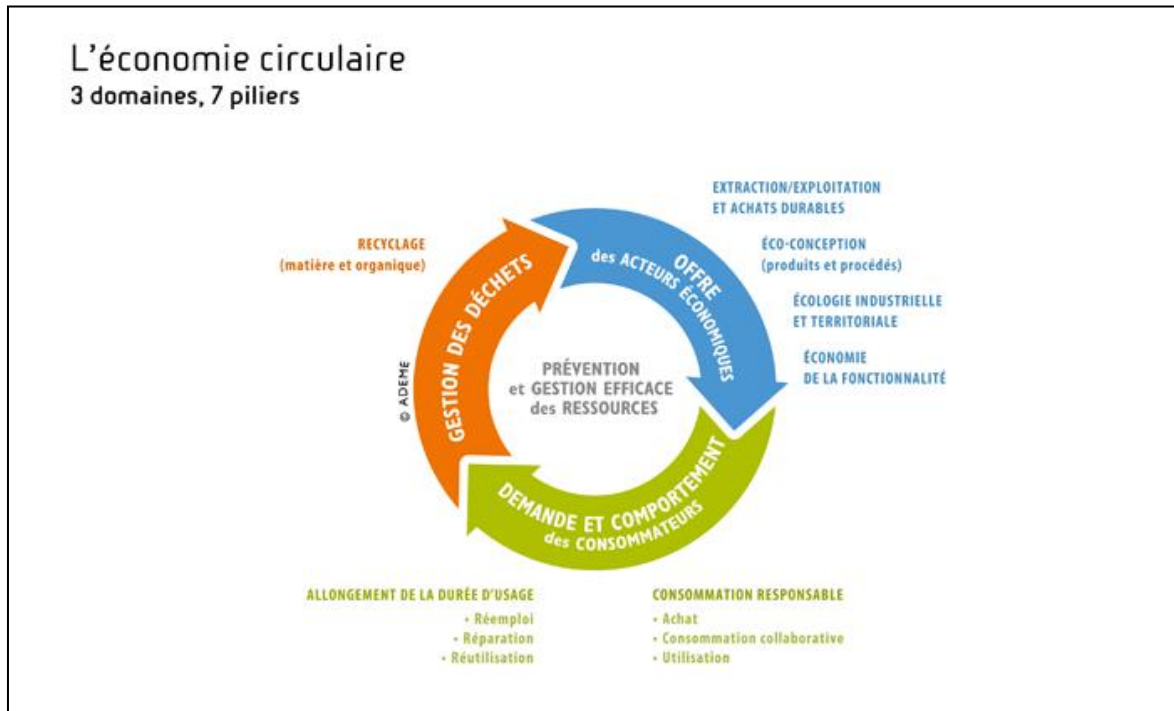 L'économie circulaire
3 domaines, 7 piliers
EXTRACTION/EXPLOITATION
ET ACHATS DURABLES
RECYCLAGE
(matière et organique)
ÉCO-CONCEPTION
(produits et procédés)
ÉCOLOGIE INDUSTRIELLE
ET TERRITORIALE
ÉCONOMIE
DE LA FONCTIONNALITÉ
OFFRE
des ACTEURS ÉCONOMIQUES
GESTION DES DÉCHETS
PRÉVENTION
et GESTION EFFICACE
des RESSOURCES
© ADEME
DEMANDE ET COMPORTEMENT
des CONSOMMATEURS
ALLONGEMENT DE LA DURÉE D'USAGE
• Réemploi
• Réparation
• Réutilisation
CONSOMMATION RESPONSABLE
• Achat
• Consommation collaborative
• Utilisation